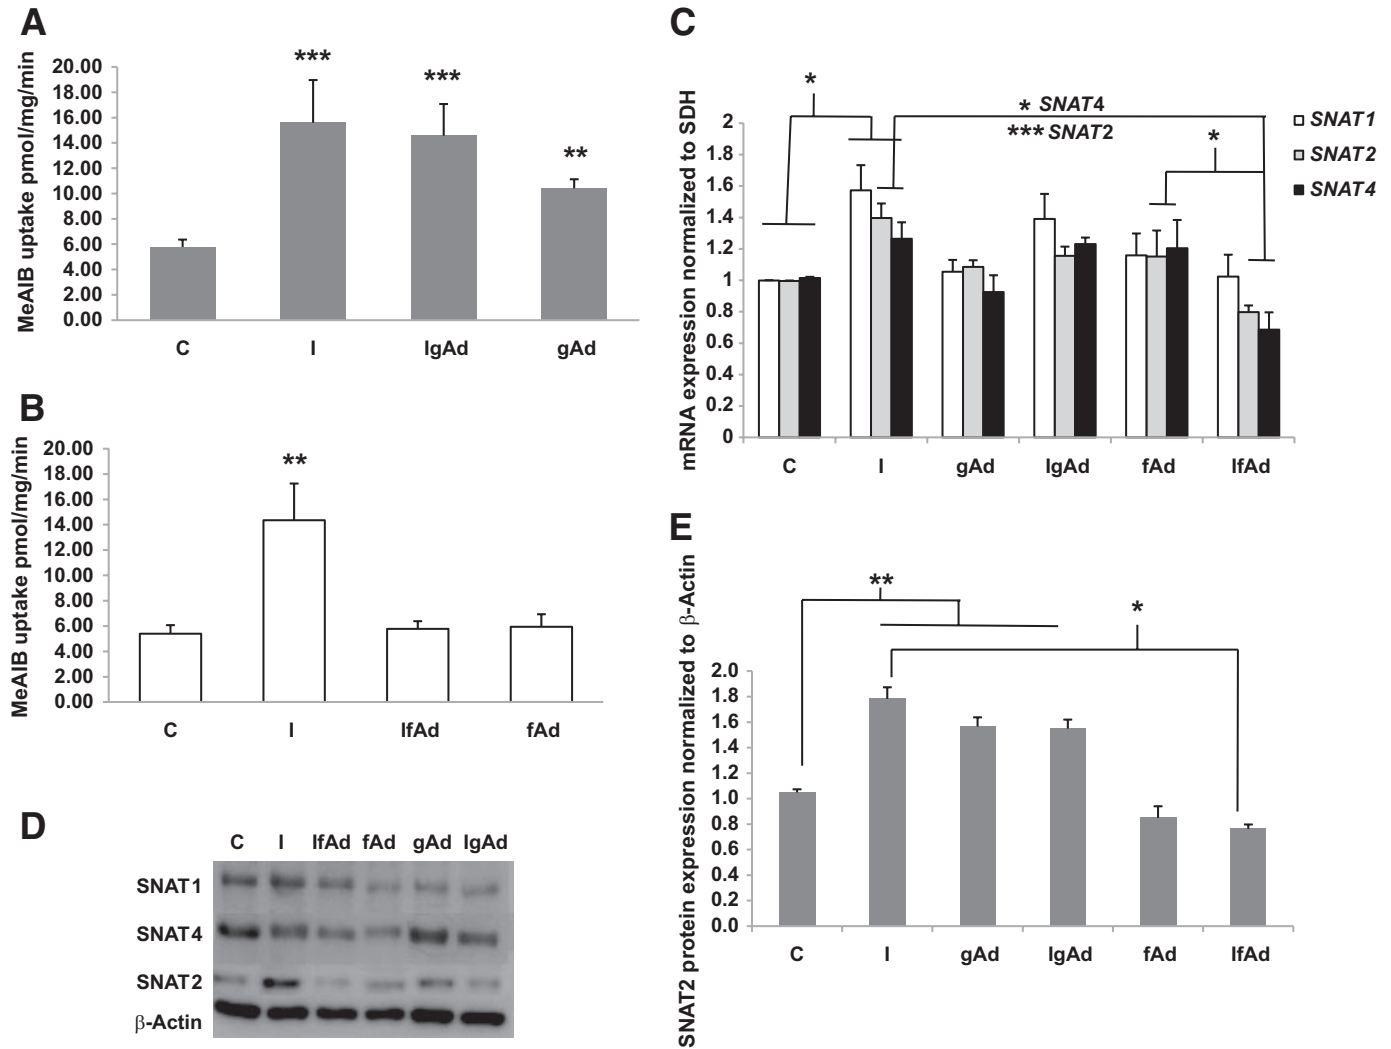 A
MeAIB uptake pmol/mg/min
20.00
18.00
16.00
14.00
12.00
10.00
8.00
6.00
4.00
2.00
0.00
***
***
**
C I IgAd gAd
B
MeAIB uptake pmol/mg/min
20.00
18.00
16.00
14.00
12.00
10.00
8.00
6.00
4.00
2.00
0.00
**
C I IfAd fAd
C
mRNA expression normalized to SDH
2
1.8
1.6
1.4
1.2
1
0.8
0.6
0.4
0.2
0
*
* SNAT4
*** SNAT2
*
SNAT1
SNAT2
SNAT4
C I gAd IgAd fAd IfAd
D
C I IfAd fAd gAd IgAd
SNAT1
SNAT4
SNAT2
β-Actin
E
SNAT2 protein expression normalized to β-Actin
2.0
1.8
1.6
1.4
1.2
1.0
0.8
0.6
0.4
0.2
0.0
**
*
C I gAd IgAd fAd IfAd